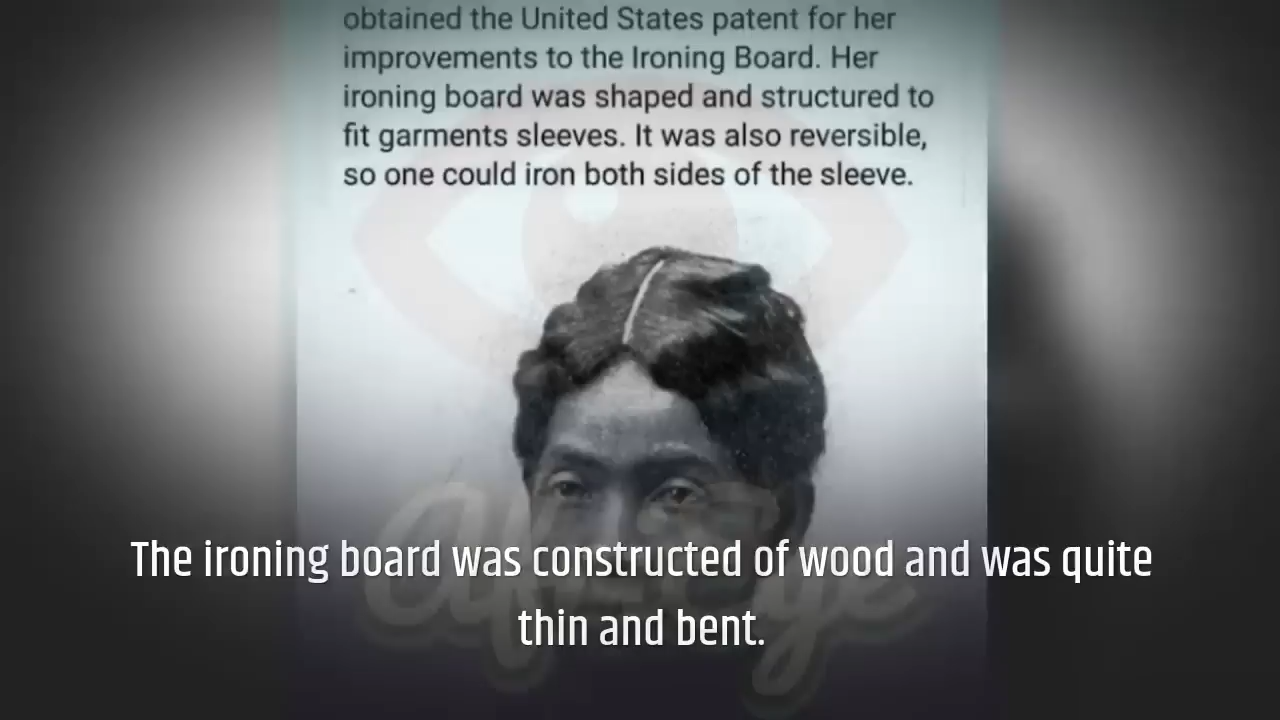 obtained the United States patent for her
improvements to the Ironing Board. Her
ironing board was shaped and structured to
fit garments sleeves. It was also reversible,
so one could iron both sides of the sleeve.
The ironing board was constructed of wood and was quite
thin and bent.